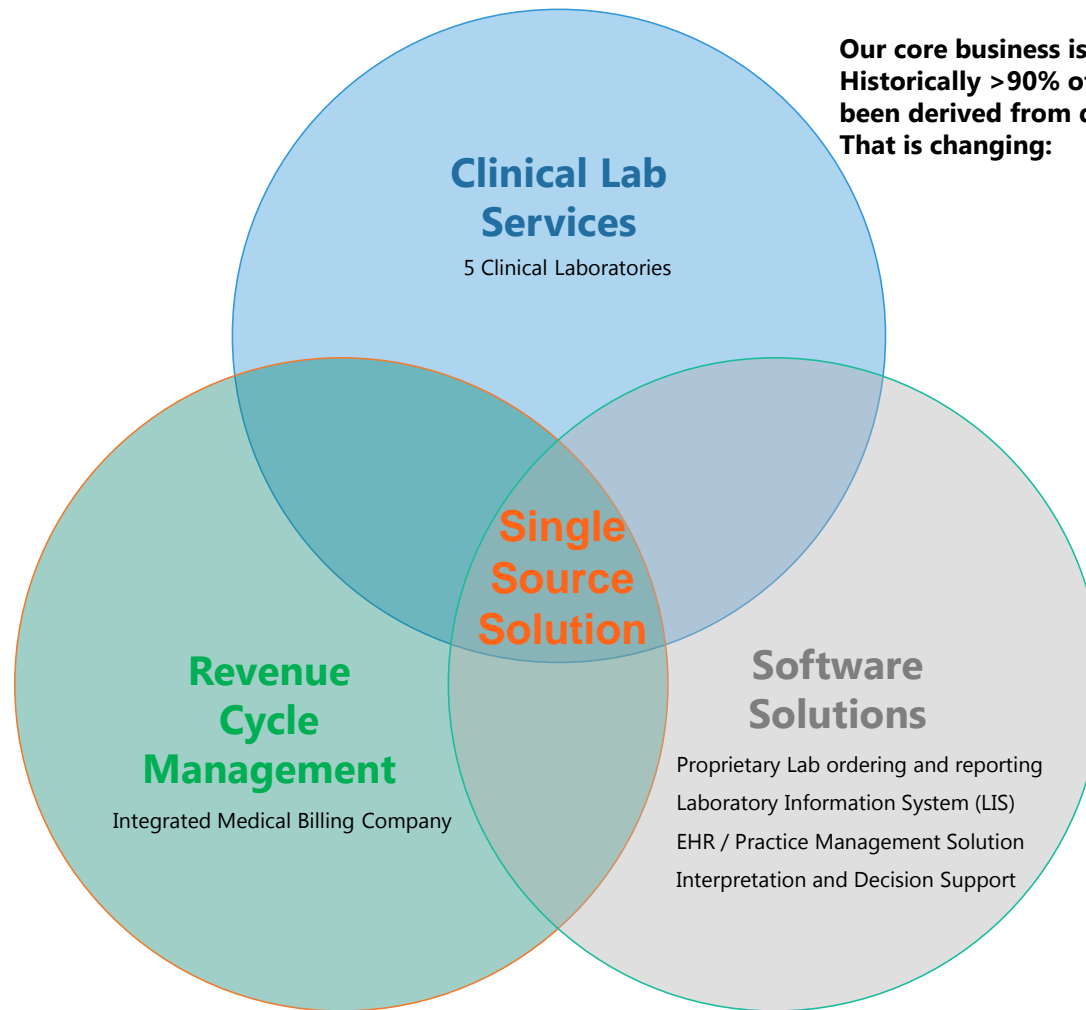 Our core business is
Historically >90% of
been derived from
That is changing:
Clinical Lab
Services
5 Clinical Laboratories
Single
Source
Solution
Revenue
Cycle
Management
Integrated Medical Billing Company
Software
Solutions
Proprietary Lab ordering and reporting
Laboratory Information System (LIS)
EHR / Practice Management Solution
Interpretation and Decision Support